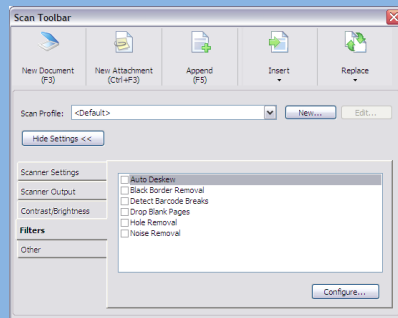 Scan Toolbar
New Document
(F3)
New Attachment
(Ctrl+F3)
Append
(F5)
Insert
Replace
Scan Profile: <Default> New... Edit...
Hide Settings <<
Scanner Settings
Scanner Output
Contrast/Brightness
Filters
Other
Auto Deskew
Black Border Removal
Detect Barcode Breaks
Drop Blank Pages
Hole Removal
Noise Removal
Configure...